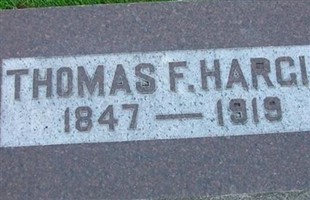 THOMAS F. HARGI
1847 — 1919